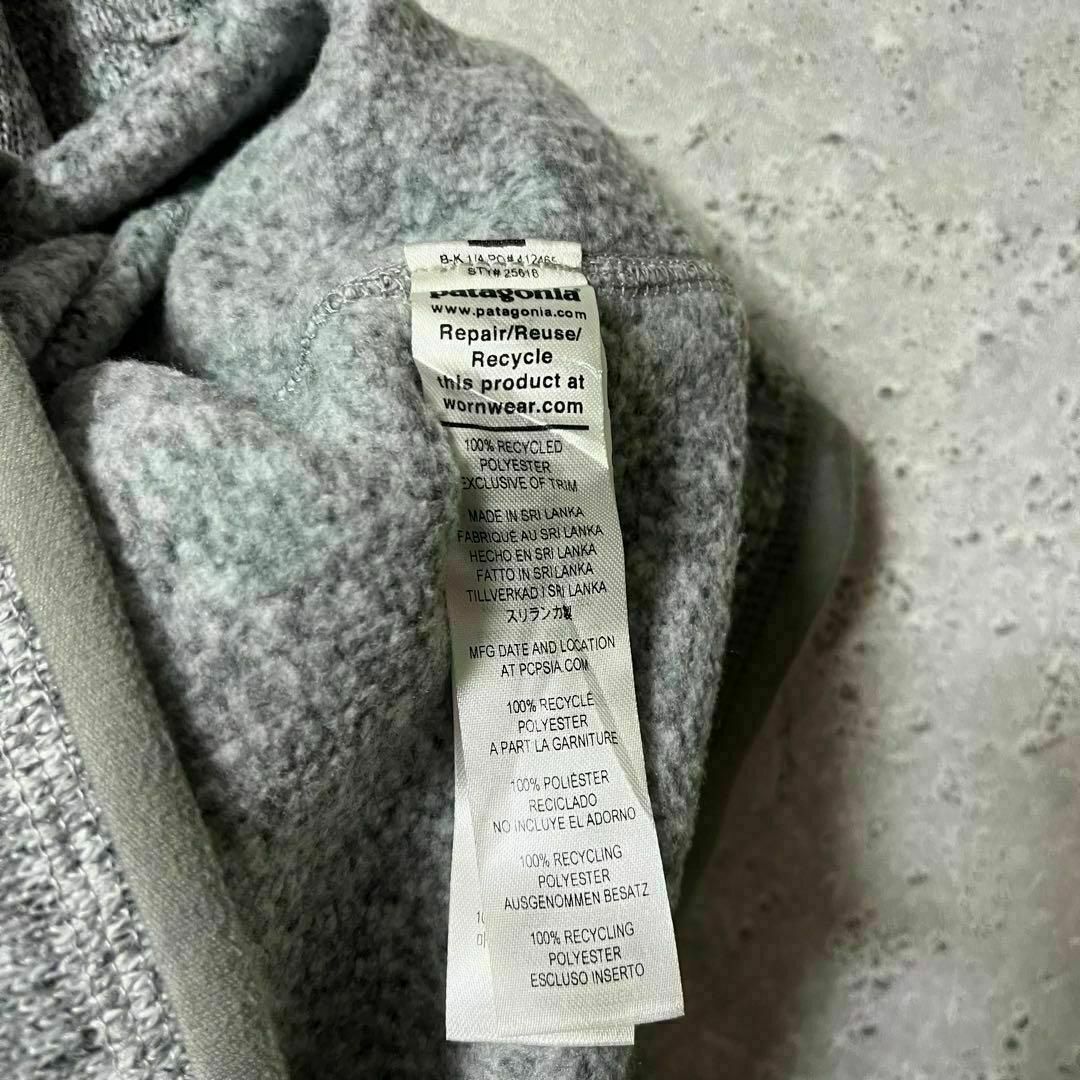 B-K 1/4 PO# 412465
STY# 25618
patagonia
www.patagonia.com
Repair/Reuse/
Recycle
this product at
wornwear.com
100% RECYCLED
POLYESTER
EXCLUSIVE OF TRIM
MADE IN SRI LANKA
FABRIQUÉ AU SRI LANKA
HECHO EN SRI LANKA
FATTO IN SRI LANKA
TILLVERKAD I SRI LANKA
スリランカ製
MFG DATE AND LOCATION
AT PCPSIA.COM
100% RECYCLÉ
POLYESTER
A PART LA GARNITURE
100% POLIÉSTER
RECICLADO
NO INCLUYE EL ADORNO
100% RECYCLING
POLYESTER
AUSGENOMMEN BESATZ
100% RECYCLING
POLYESTER
ESCLUSO INSERTO